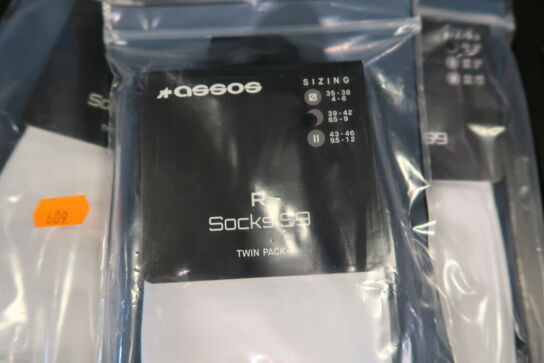 assos
SIZING
35-38
4-6
39-42
6.5-9
43-46
9.5-12
R
Socks S9
TWIN PACK
609
S9